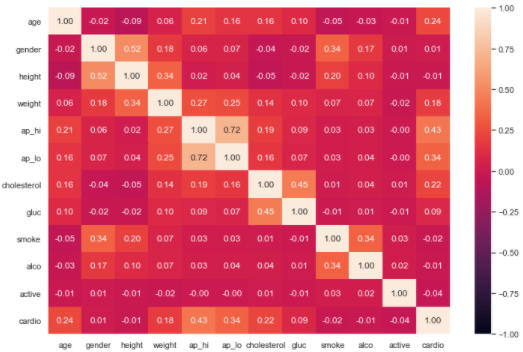 age 1.00 -0.02 -0.09 0.06 0.21 0.16 0.16 0.10 -0.05 -0.03 -0.01 0.24
gender -0.02 1.00 0.52 0.18 0.06 0.07 -0.04 -0.02 0.34 0.17 0.01 0.01
height -0.09 0.52 1.00 0.34 0.02 0.04 -0.05 -0.02 0.20 0.10 -0.01 -0.01
weight 0.06 0.18 0.34 1.00 0.27 0.25 0.14 0.10 0.07 0.07 -0.02 0.18
ap_hi 0.21 0.06 0.02 0.27 1.00 0.72 0.19 0.09 0.03 0.03 -0.00 0.43
ap_lo 0.16 0.07 0.04 0.25 0.72 1.00 0.16 0.07 0.03 0.04 -0.00 0.34
cholesterol 0.16 -0.04 -0.05 0.14 0.19 0.16 1.00 0.45 0.01 0.04 0.01 0.22
gluc 0.10 -0.02 -0.02 0.10 0.09 0.07 0.45 1.00 -0.01 0.01 -0.01 0.09
smoke -0.05 0.34 0.20 0.07 0.03 0.03 0.01 -0.01 1.00 0.34 0.03 -0.02
alco -0.03 0.17 0.10 0.07 0.03 0.04 0.04 0.01 0.34 1.00 0.02 -0.01
active -0.01 0.01 -0.01 -0.02 -0.00 -0.00 0.01 -0.01 0.03 0.02 1.00 -0.04
cardio 0.24 0.01 -0.01 0.18 0.43 0.34 0.22 0.09 -0.02 -0.01 -0.04 1.00
age gender height weight ap_hi ap_lo cholesterol gluc smoke alco active cardio
1.00
0.75
0.50
0.25
0.00
-0.25
-0.50
-0.75
-1.00